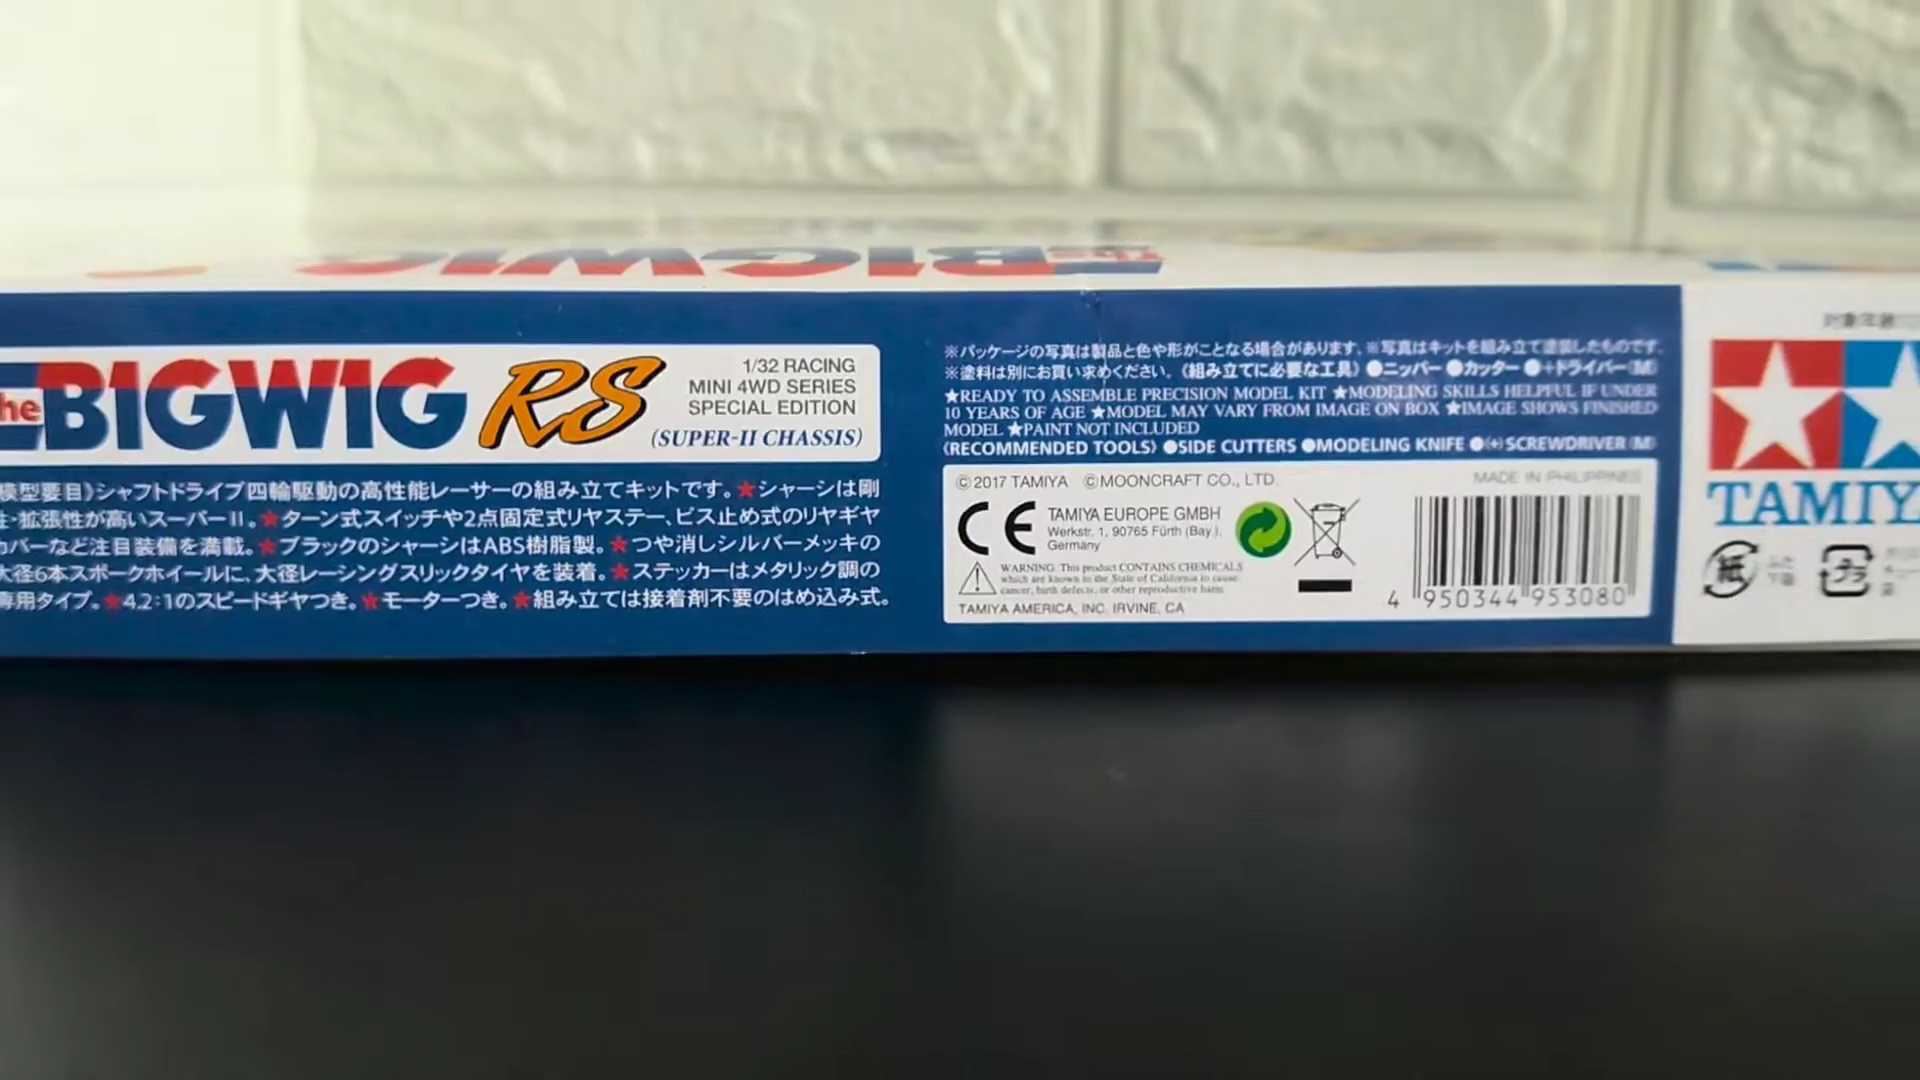 BIGWIG
the BIGWIG RS
1/32 RACING
MINI 4WD SERIES
SPECIAL EDITION
(SUPER-II CHASSIS)
模型要目》シャフトドライブ四輪駆動の高性能レーサーの組み立てキットです。★シャーシは剛
性・拡張性が高いスーパーII。★ターン式スイッチや2点固定式リヤステー、ビス止め式のリヤギヤ
カバーなど注目装備を満載。★ブラックのシャーシはABS樹脂製。★つや消しシルバーメッキの
大径6本スポークホイールに、大径レーシングスリックタイヤを装着。★ステッカーはメタリック調の
専用タイプ。★4.2:1のスピードギヤつき。★モーターつき。★組み立ては接着剤不要のはめ込み式。
※パッケージの写真は製品と色や形がことなる場合があります。※写真はキットを組み立て塗装したものです。
※塗料は別にお買い求めください。《組み立てに必要な工具》●ニッパー ●カッター ●+ドライバー(M)
★READY TO ASSEMBLE PRECISION MODEL KIT ★MODELING SKILLS HELPFUL IF UNDER
10 YEARS OF AGE ★MODEL MAY VARY FROM IMAGE ON BOX ★IMAGE SHOWS FINISHED
MODEL ★PAINT NOT INCLUDED
《RECOMMENDED TOOLS》 ●SIDE CUTTERS ●MODELING KNIFE ●(+) SCREWDRIVER (M)
©2017 TAMIYA ©MOONCRAFT CO., LTD.
MADE IN PHILIPPINES
CE
TAMIYA EUROPE GMBH
Werkstr. 1, 90765 Fürth (Bay.),
Germany
WARNING: This product CONTAINS CHEMICALS
which are known to the State of California to cause
cancer, birth defects, or other reproductive harm
TAMIYA AMERICA, INC. IRVINE, CA
4 950344 953080
対象年齢
TAMIY
紙
プラ